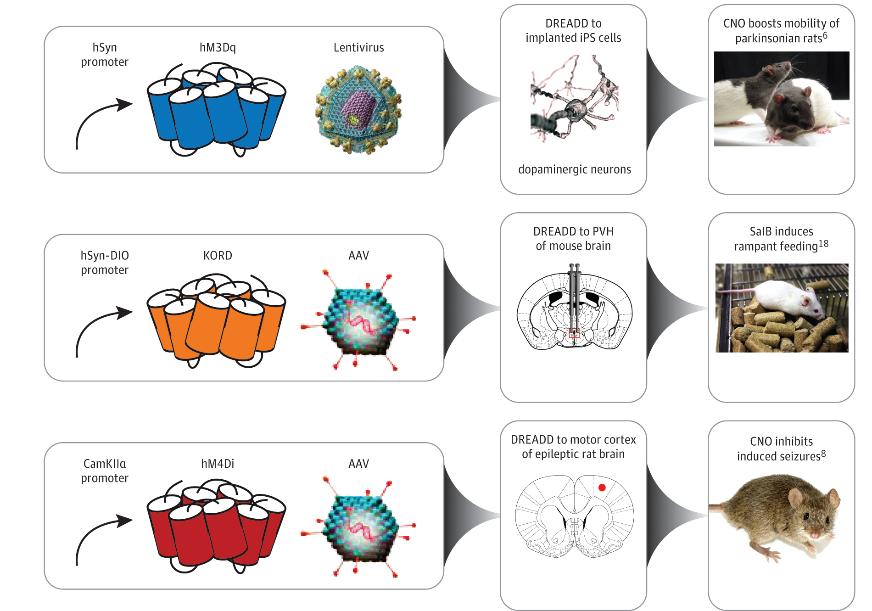 hSyn
promoter
hM3Dq
Lentivirus
DREADD to
implanted iPS cells
dopaminergic neurons
CNO boosts mobility of
parkinsonian rats6
hSyn-DIO
promoter
KORD
AAV
DREADD to PVH
of mouse brain
SalB induces
rampant feeding18
CamKIIα
promoter
hM4Di
AAV
DREADD to motor cortex
of epileptic rat brain
CNO inhibits
induced seizures8